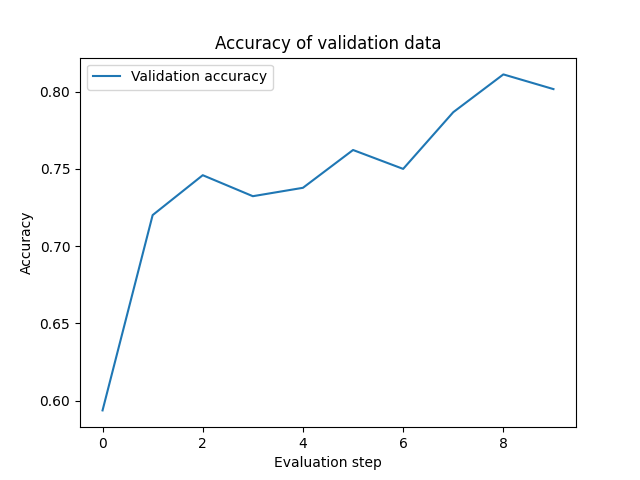 Accuracy of validation data
Validation accuracy
0.80
0.75
0.70
0.65
0.60
Accuracy
0 2 4 6 8
Evaluation step